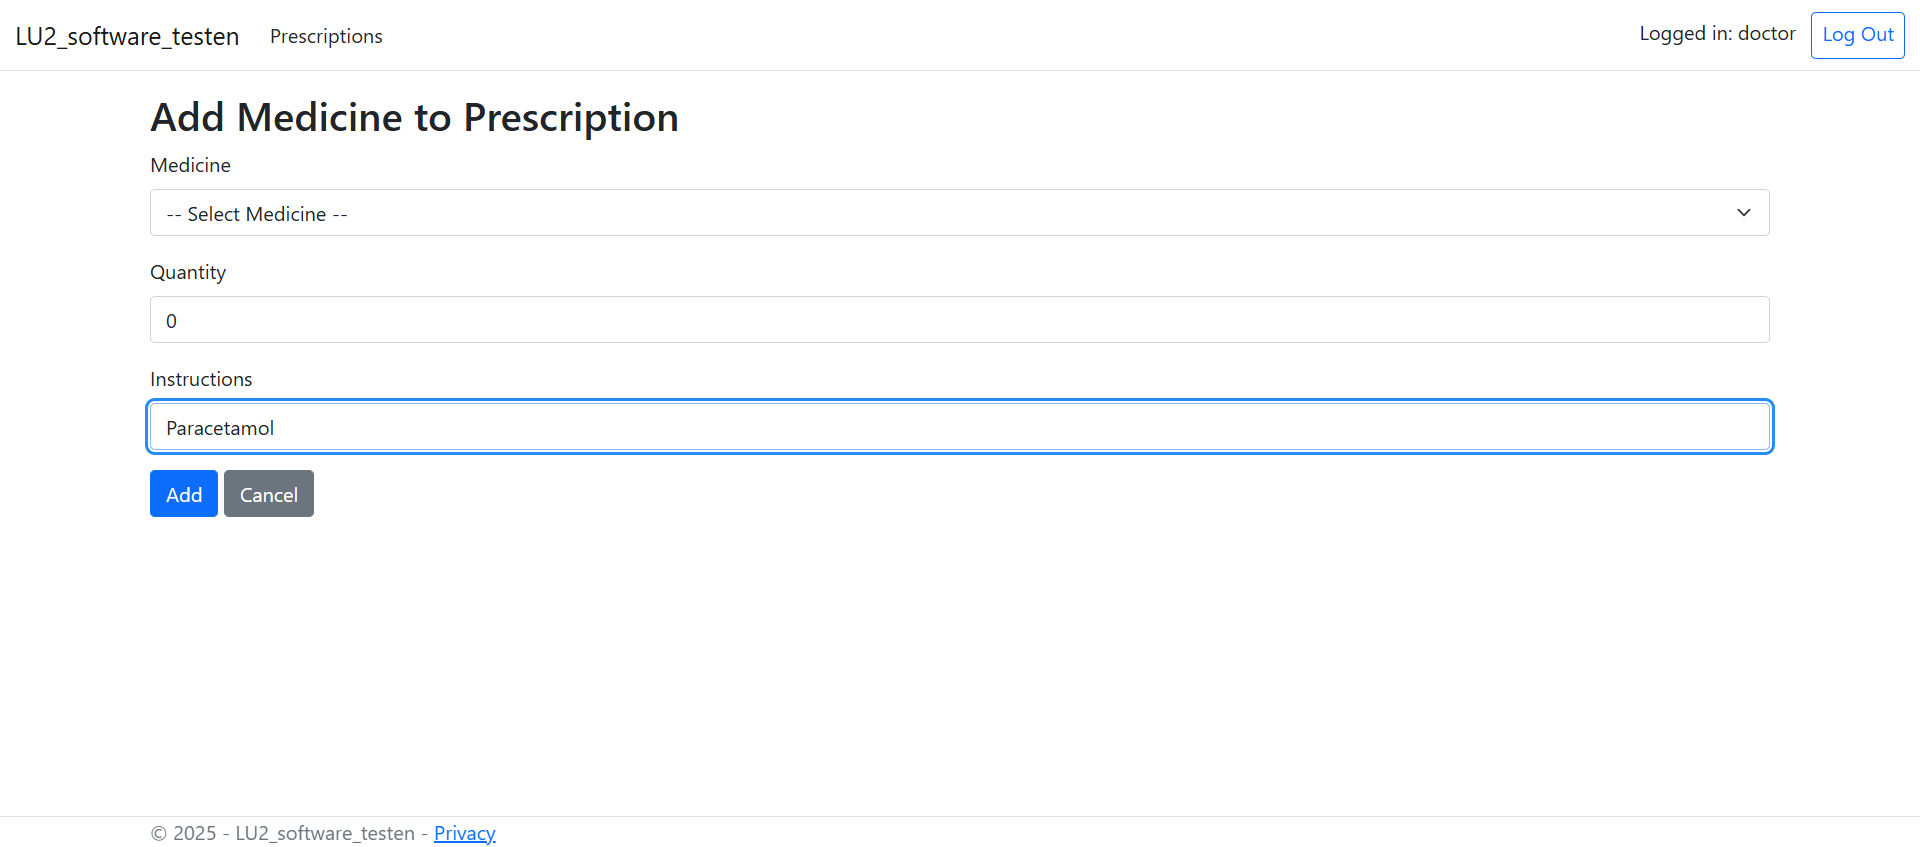 LU2_software_testen Prescriptions Logged in: doctor Log Out
Add Medicine to Prescription
Medicine
-- Select Medicine --
Quantity
0
Instructions
Paracetamol
Add Cancel
© 2025 - LU2_software_testen - Privacy